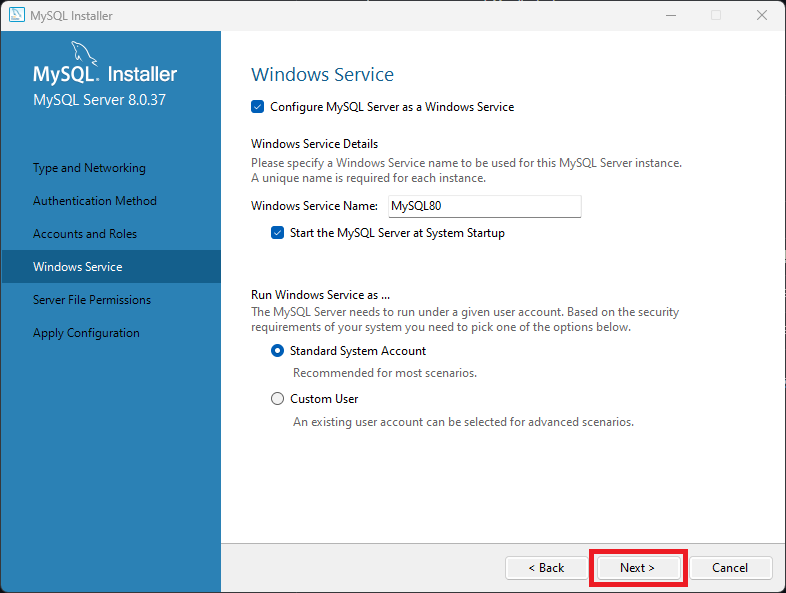 MySQL Installer
MySQL. Installer
MySQL Server 8.0.37
Type and Networking
Authentication Method
Accounts and Roles
Windows Service
Server File Permissions
Apply Configuration
Windows Service
Configure MySQL Server as a Windows Service
Windows Service Details
Please specify a Windows Service name to be used for this MySQL Server instance.
A unique name is required for each instance.
Windows Service Name: MySQL80
Start the MySQL Server at System Startup
Run Windows Service as ...
The MySQL Server needs to run under a given user account. Based on the security
requirements of your system you need to pick one of the options below.
Standard System Account
Recommended for most scenarios.
Custom User
An existing user account can be selected for advanced scenarios.
< Back Next > Cancel